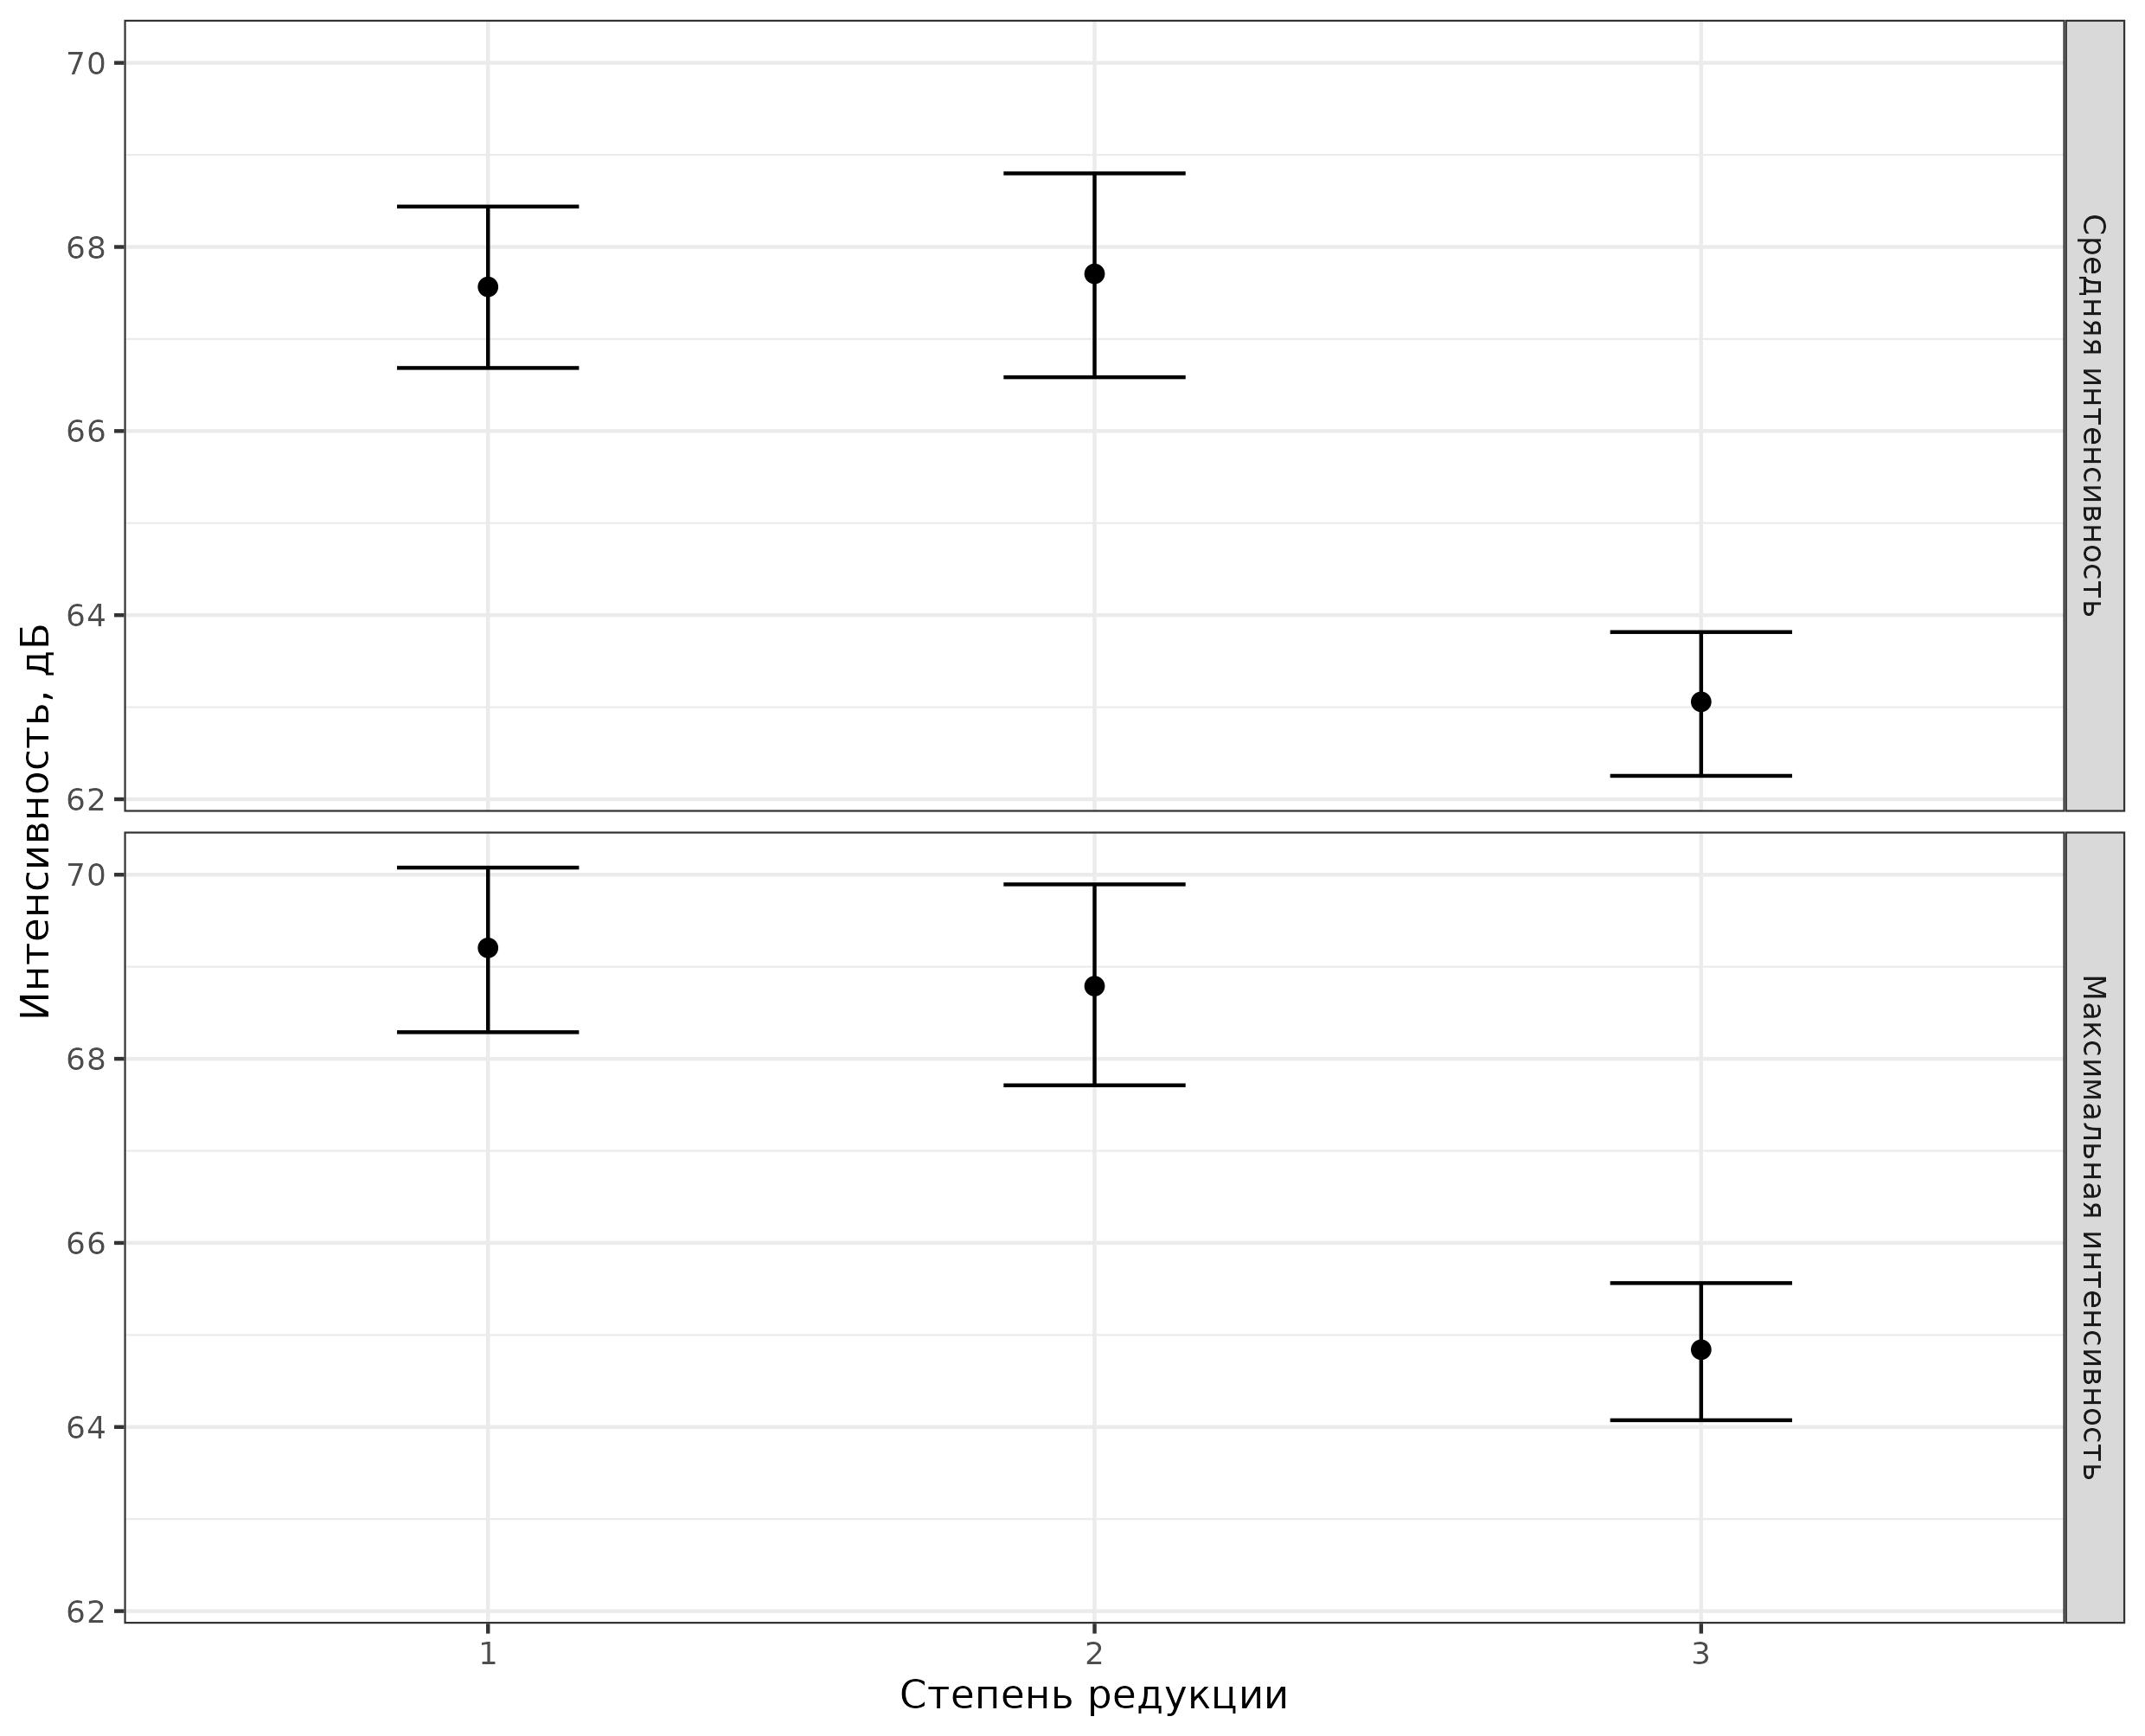 Интенсивность, дБ
70
68
66
64
62
Средняя интенсивность
70
68
66
64
62
Максимальная интенсивность
1 2 3
Степень редукции